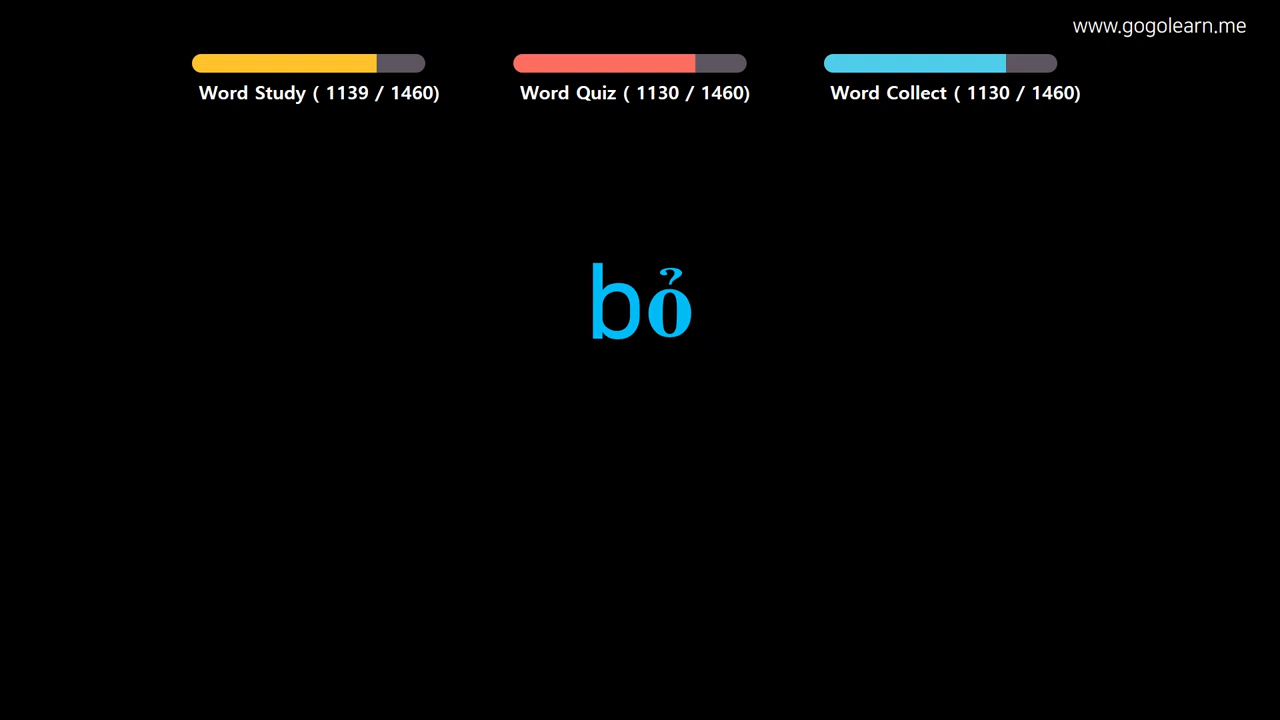 www.gogolearn.me
Word Study ( 1139 / 1460)
Word Quiz ( 1130 / 1460)
Word Collect ( 1130 / 1460)
bỏ